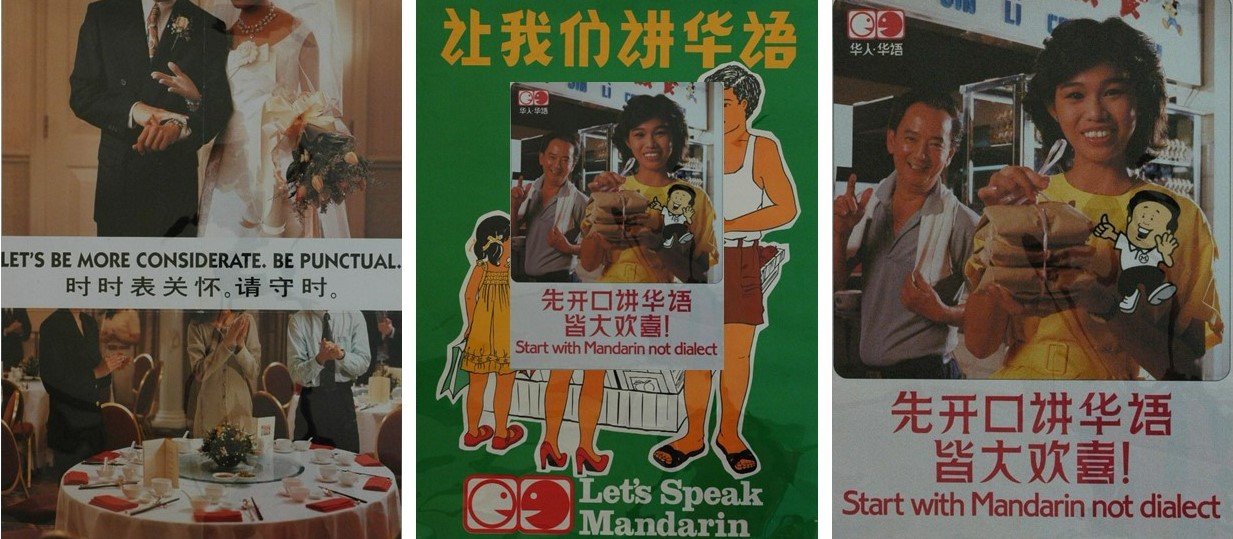 LET'S BE MORE CONSIDERATE. BE PUNCTUAL.
时时表关怀。请守时。
让我们讲华语
华人·华语
先开口讲华语
皆大欢喜!
Start with Mandarin not dialect
Let's Speak
Mandarin
华人·华语
先开口讲华语
皆大欢喜!
Start with Mandarin not dialect